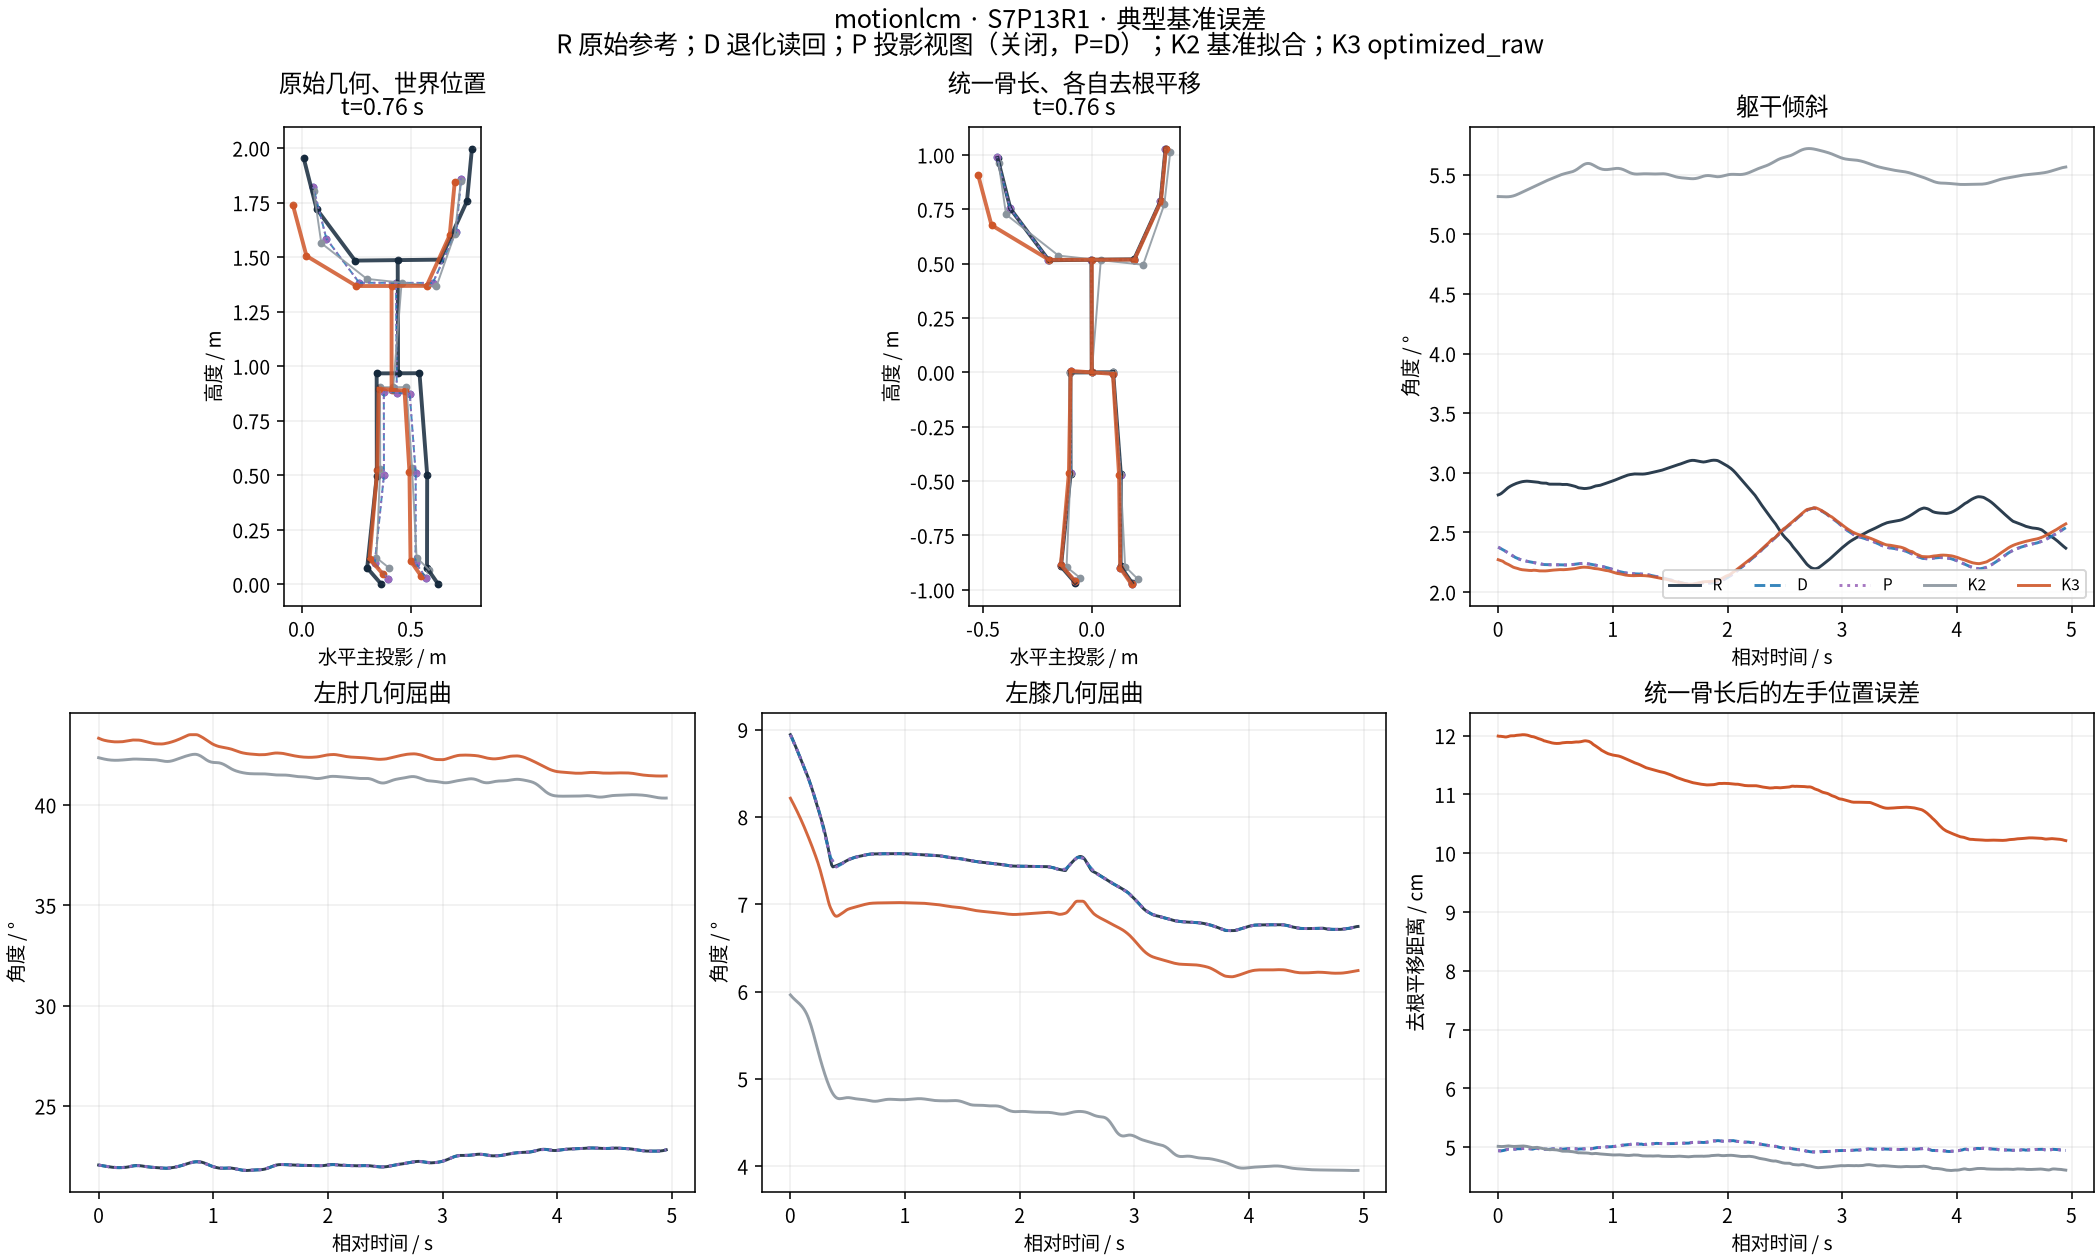 motionlcm · S7P13R1 · 典型基准误差
R 原始参考；D 退化读回；P 投影视图（关闭，P=D）；K2 基准拟合；K3 optimized_raw
原始几何、世界位置
t=0.76 s
高度 / m
2.00
1.75
1.50
1.25
1.00
0.75
0.50
0.25
0.00
0.0 0.5
水平主投影 / m
统一骨长、各自去根平移
t=0.76 s
高度 / m
1.00
0.75
0.50
0.25
0.00
-0.25
-0.50
-0.75
-1.00
-0.5 0.0
水平主投影 / m
躯干倾斜
角度 / °
5.5
5.0
4.5
4.0
3.5
3.0
2.5
2.0
R D P K2 K3
0 1 2 3 4 5
相对时间 / s
左肘几何屈曲
角度 / °
40
35
30
25
0 1 2 3 4 5
相对时间 / s
左膝几何屈曲
角度 / °
9
8
7
6
5
4
0 1 2 3 4 5
相对时间 / s
统一骨长后的左手位置误差
去根平移距离 / cm
12
11
10
9
8
7
6
5
0 1 2 3 4 5
相对时间 / s